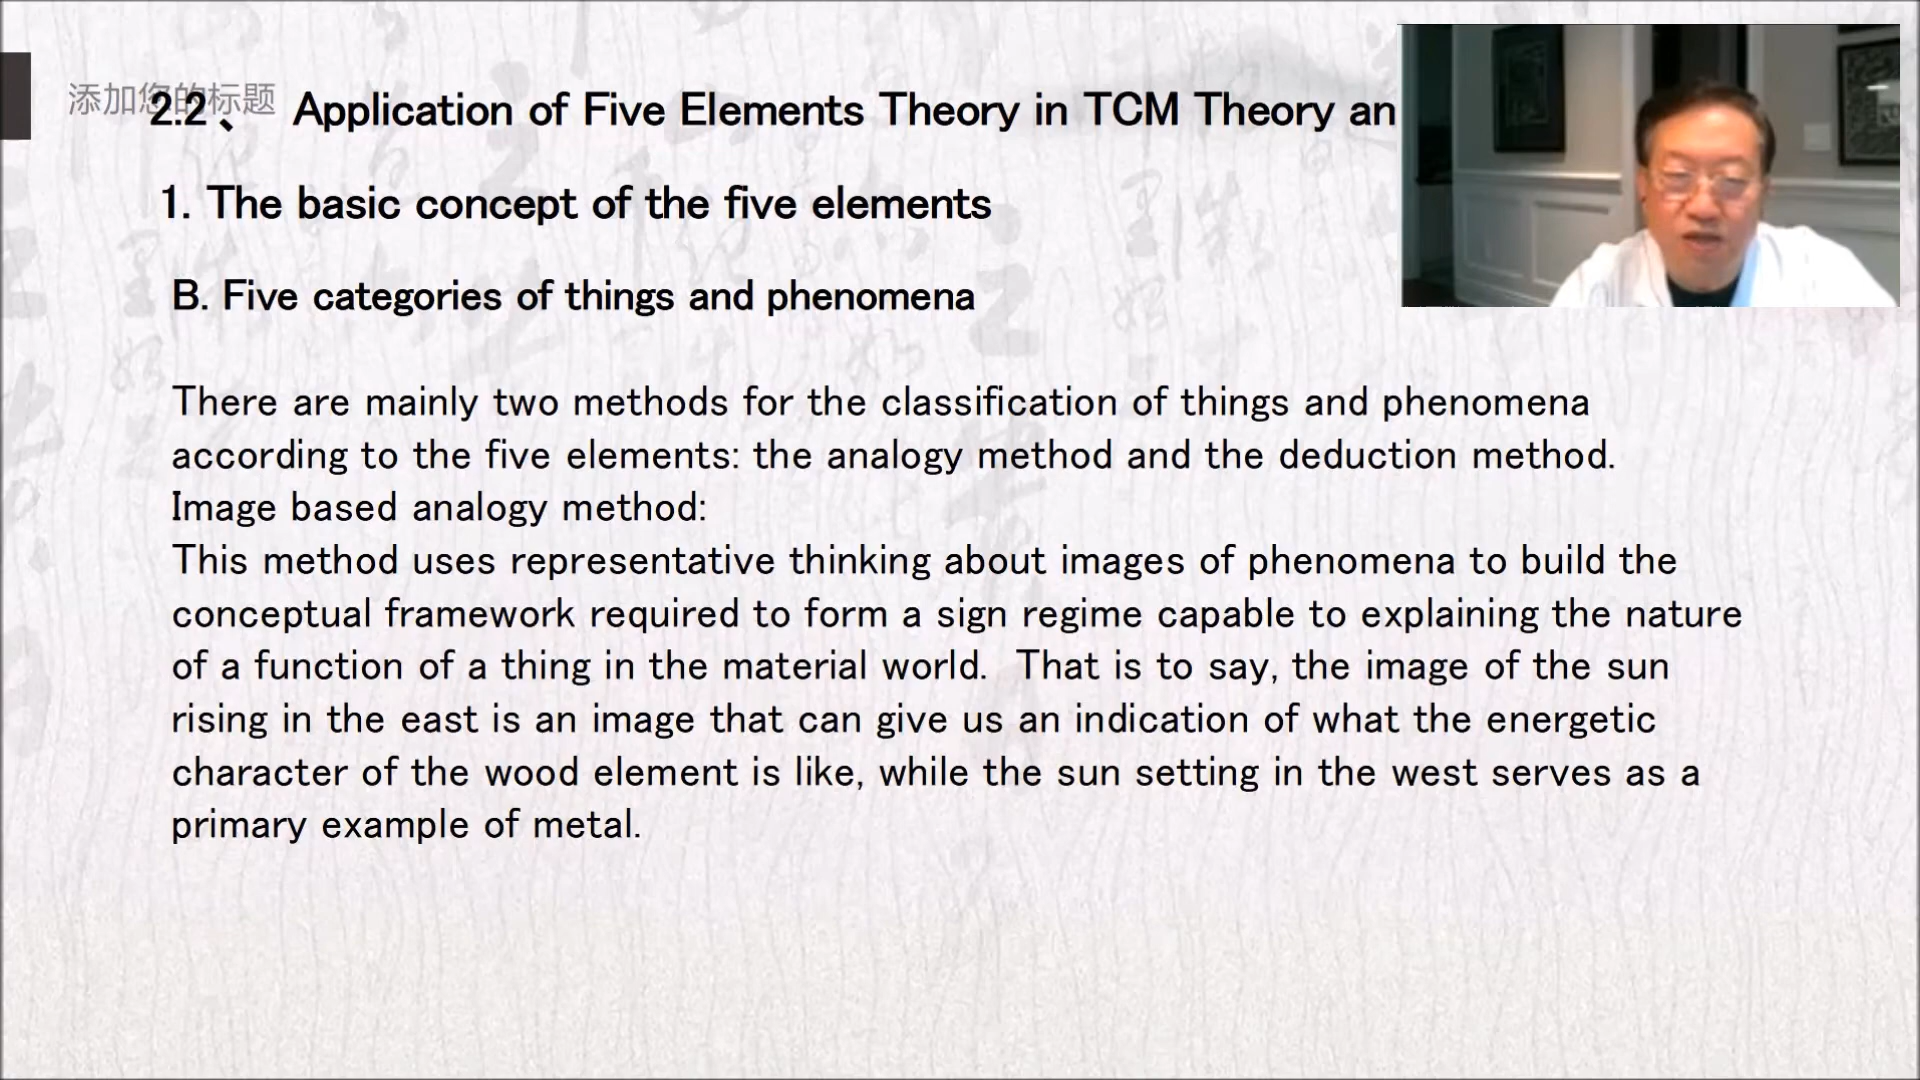 添加您的标题
2.2、 Application of Five Elements Theory in TCM Theory an
1. The basic concept of the five elements
B. Five categories of things and phenomena
There are mainly two methods for the classification of things and phenomena
according to the five elements: the analogy method and the deduction method.
Image based analogy method:
This method uses representative thinking about images of phenomena to build the
conceptual framework required to form a sign regime capable to explaining the nature
of a function of a thing in the material world.  That is to say, the image of the sun
rising in the east is an image that can give us an indication of what the energetic
character of the wood element is like, while the sun setting in the west serves as a
primary example of metal.